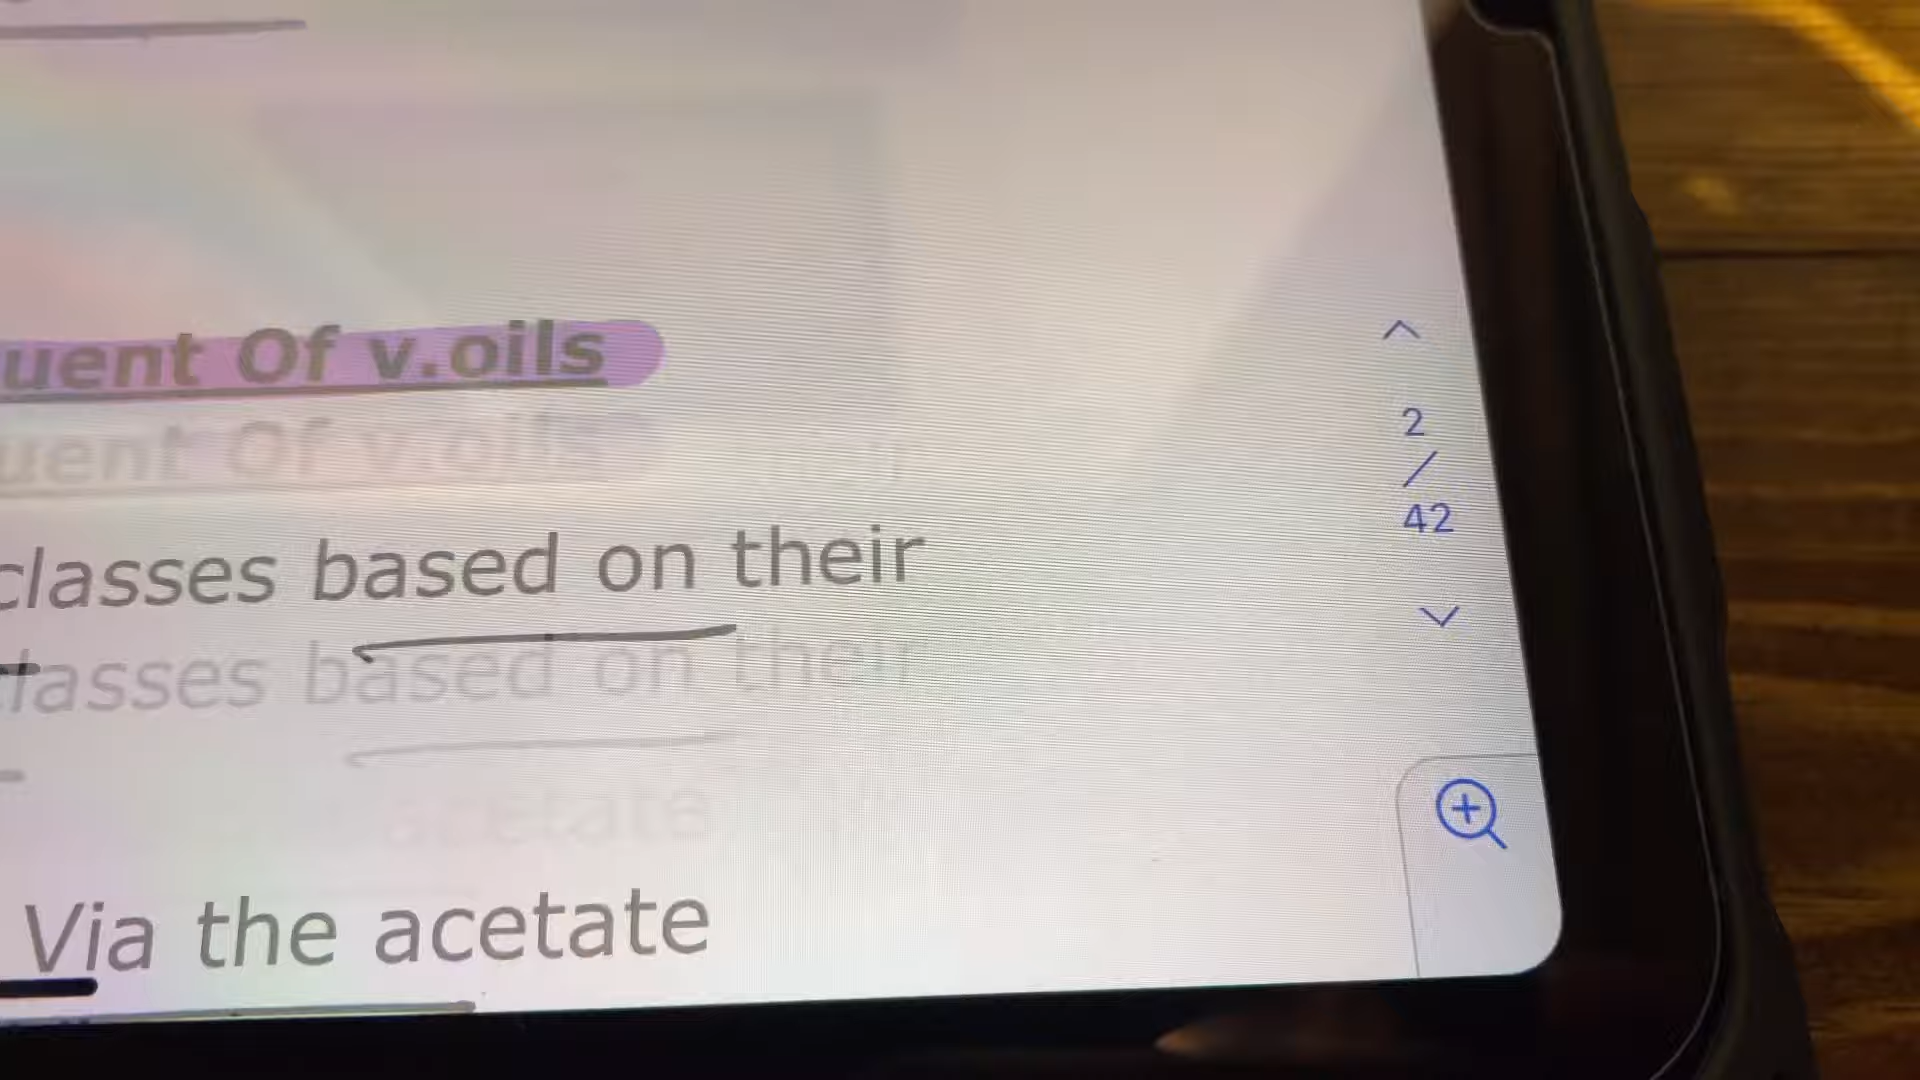 uent Of v.oils
classes based on their
Via the acetate
2
/
42